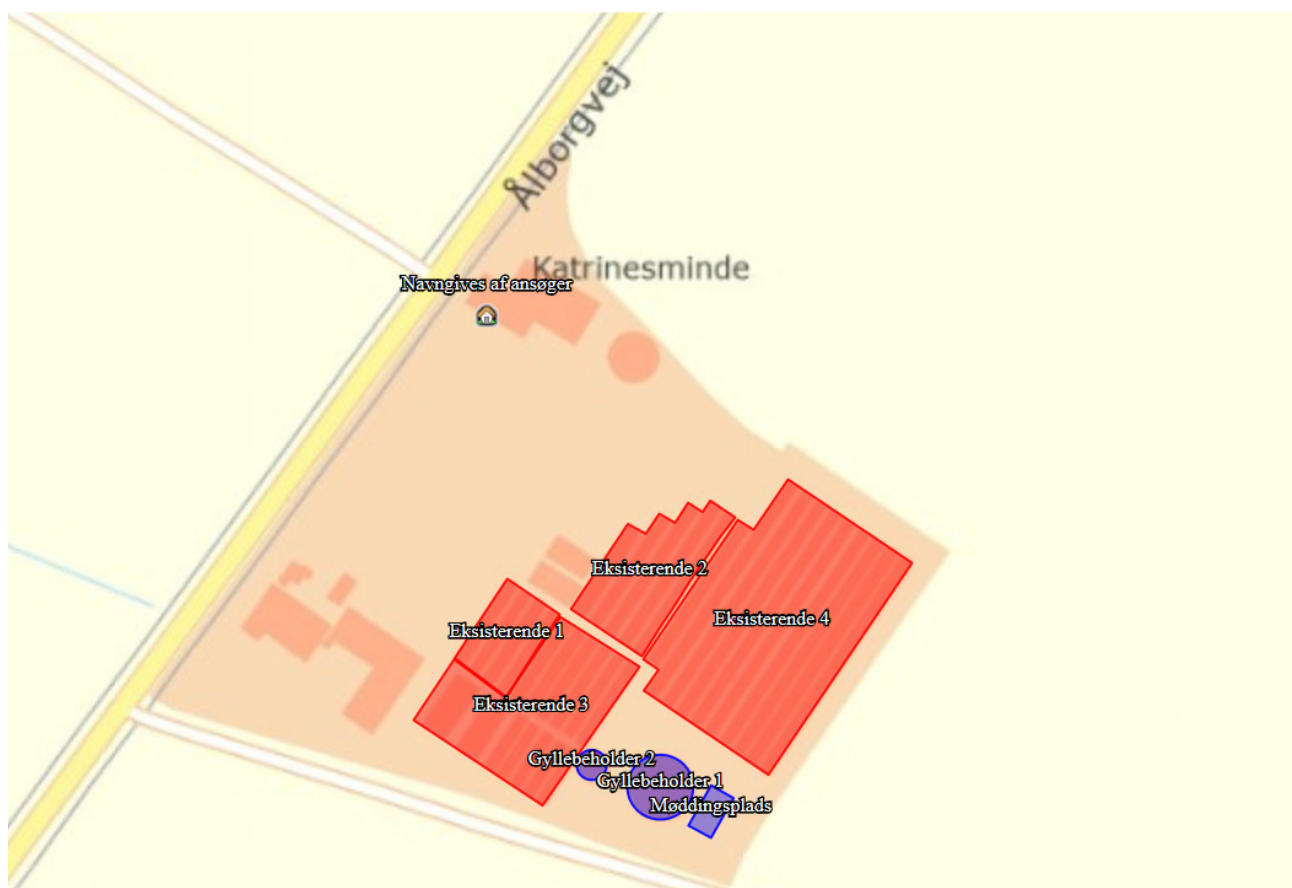 Ålborgvej
Katrinesminde
Navngives af ansøger
Eksisterende 2
Eksisterende 4
Eksisterende 1
Eksisterende 3
Gyllebeholder 2
Gyllebeholder 1
Møddingsplads